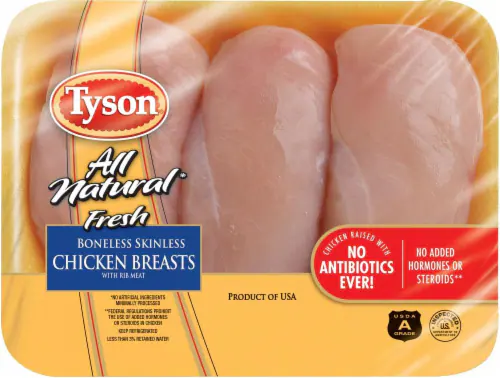 Tyson
All
Natural*
Fresh
BONELESS SKINLESS
CHICKEN BREASTS
WITH RIB MEAT
*NO ARTIFICIAL INGREDIENTS
MINIMALLY PROCESSED
**FEDERAL REGULATIONS PROHIBIT
THE USE OF ADDED HORMONES
OR STEROIDS IN CHICKEN
KEEP REFRIGERATED
LESS THAN 3% RETAINED WATER
PRODUCT OF USA
CHICKEN RAISED WITH
NO
ANTIBIOTICS
EVER!
NO ADDED
HORMONES OR
STEROIDS**
USDA
A
GRADE
INSPECTED
U.S.